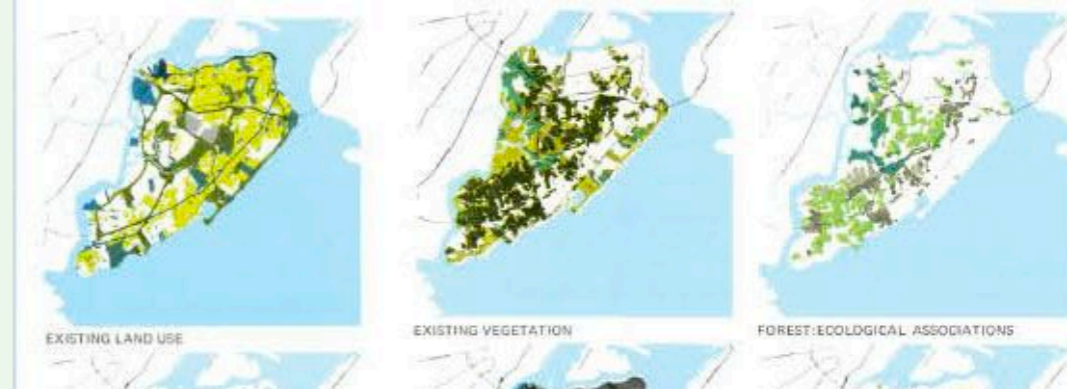 EXISTING LAND USE
EXISTING VEGETATION
FOREST:ECOLOGICAL ASSOCIATIONS